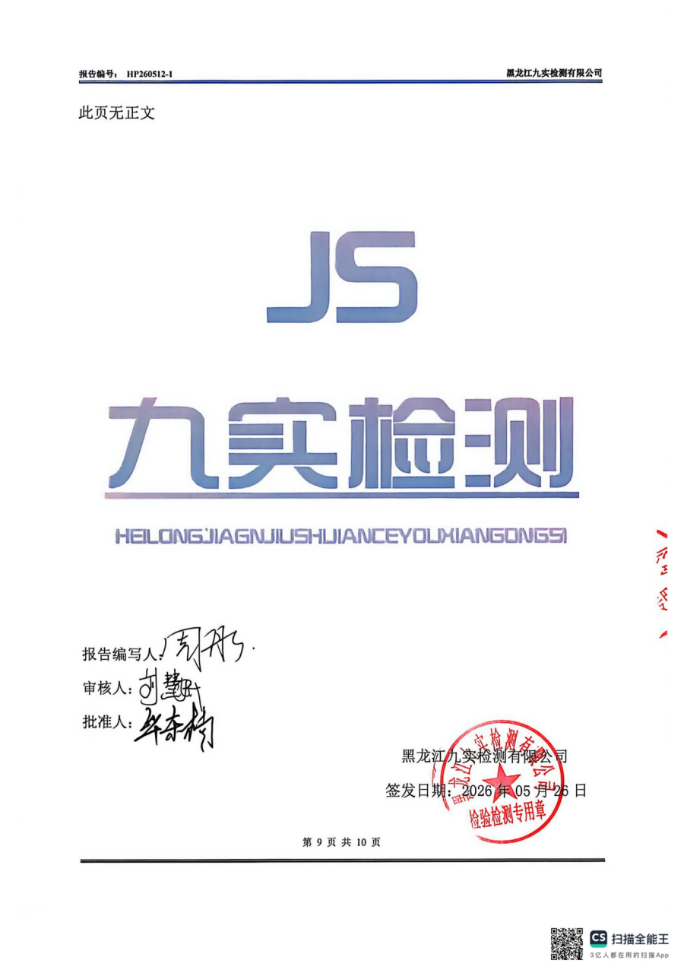 报告编号： HP260512-1
黑龙江九实检测有限公司
此页无正文
JS
九实检测
HEILONGJIAGNJIUSHIJIANCEYOUXIANGONGSI
报告编写人：周彤
审核人：刘慧
批准人：
黑龙江九实检测有限公司
签发日期：2026 年 05 月 26 日
检验检测专用章
第 9 页 共 10 页
CS 扫描全能王
3亿人都在用的扫描App